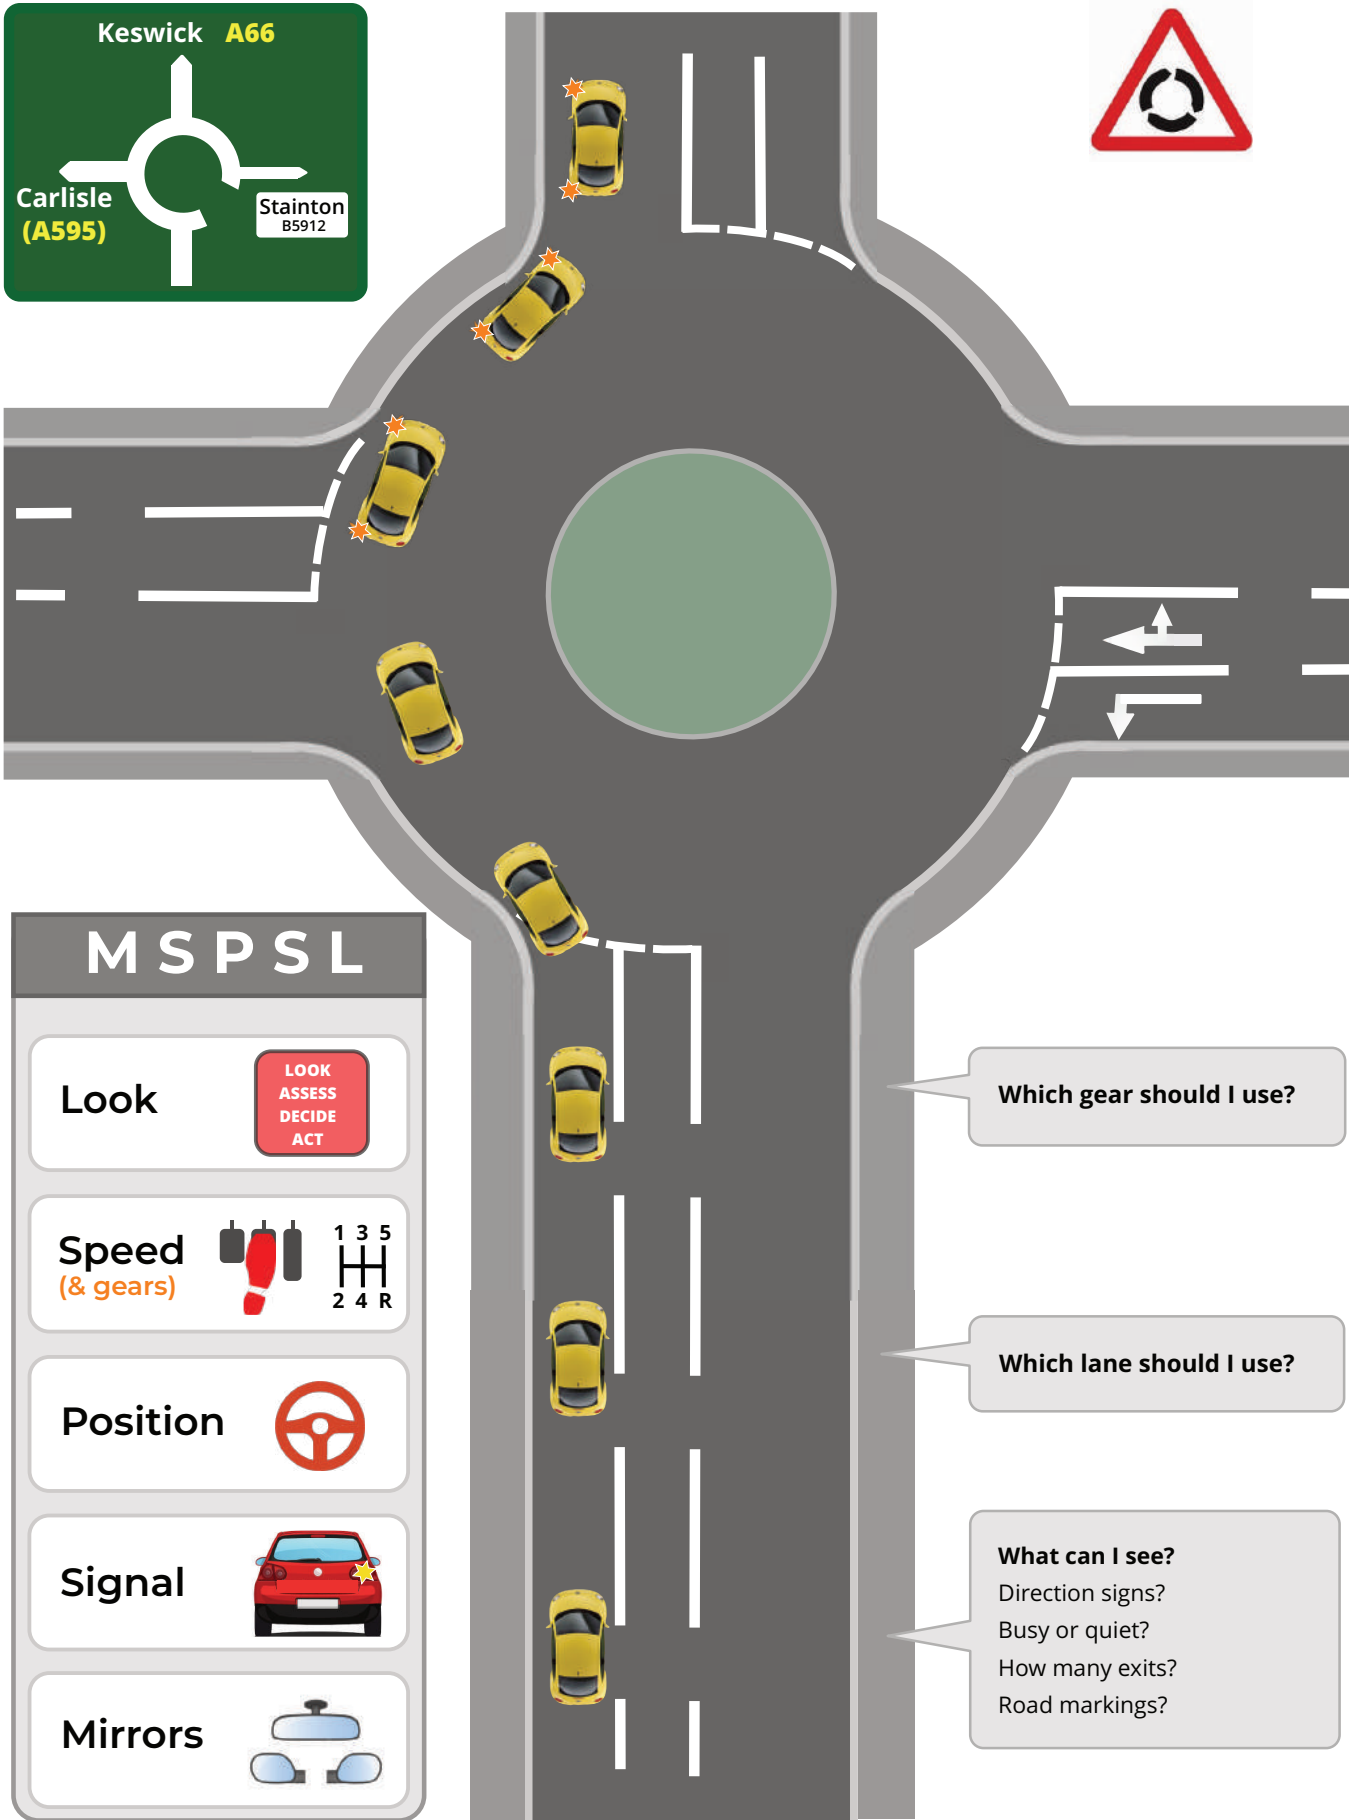 Keswick A66
Carlisle
(A595)
Stainton
B5912
M S P S L
Look
LOOK
ASSESS
DECIDE
ACT
Speed
(& gears)
1 3 5
2 4 R
Position
Signal
Mirrors
Which gear should I use?
Which lane should I use?
What can I see?
Direction signs?
Busy or quiet?
How many exits?
Road markings?